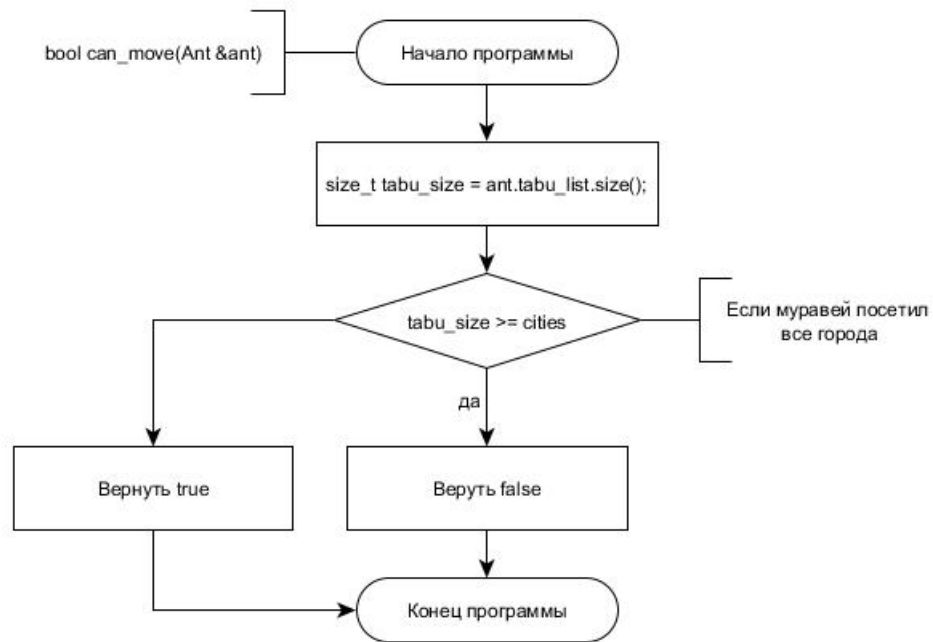 bool can_move(Ant &ant)
Начало программы
size_t tabu_size = ant.tabu_list.size();
tabu_size >= cities
Если муравей посетил
все города
да
Вернуть true
Веруть false
Конец программы